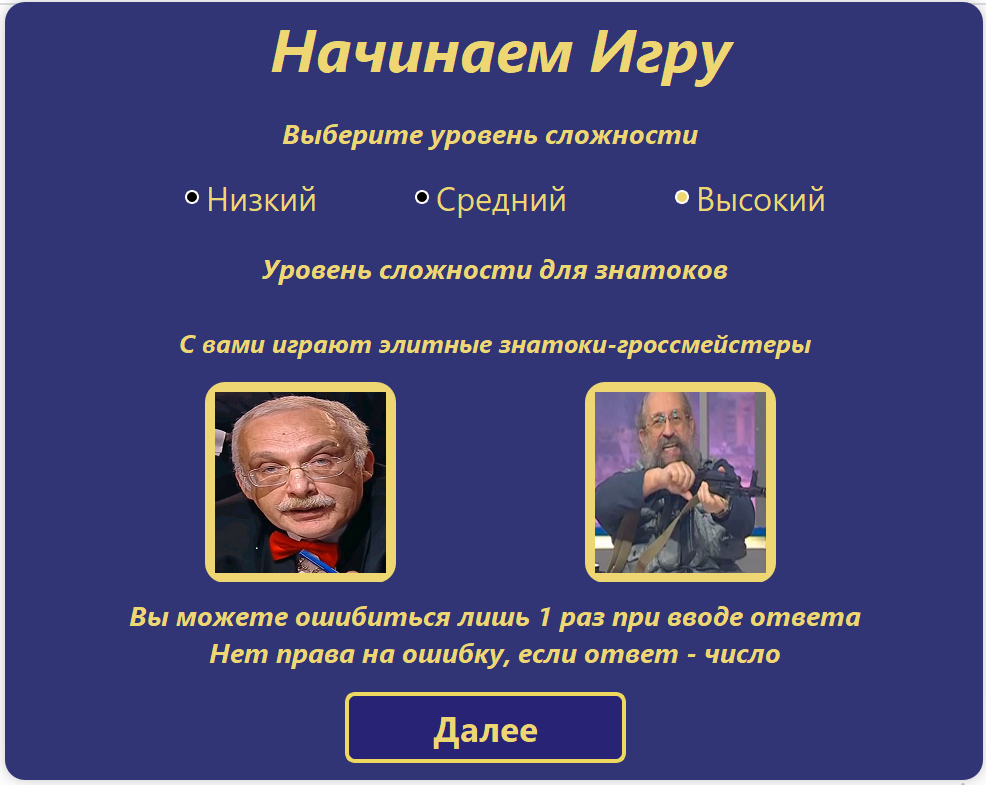 Начинаем Игру
Выберите уровень сложности
Низкий Средний Высокий
Уровень сложности для знатоков
С вами играют элитные знатоки-гроссмейстеры
Вы можете ошибиться лишь 1 раз при вводе ответа
Нет права на ошибку, если ответ - число
Далее